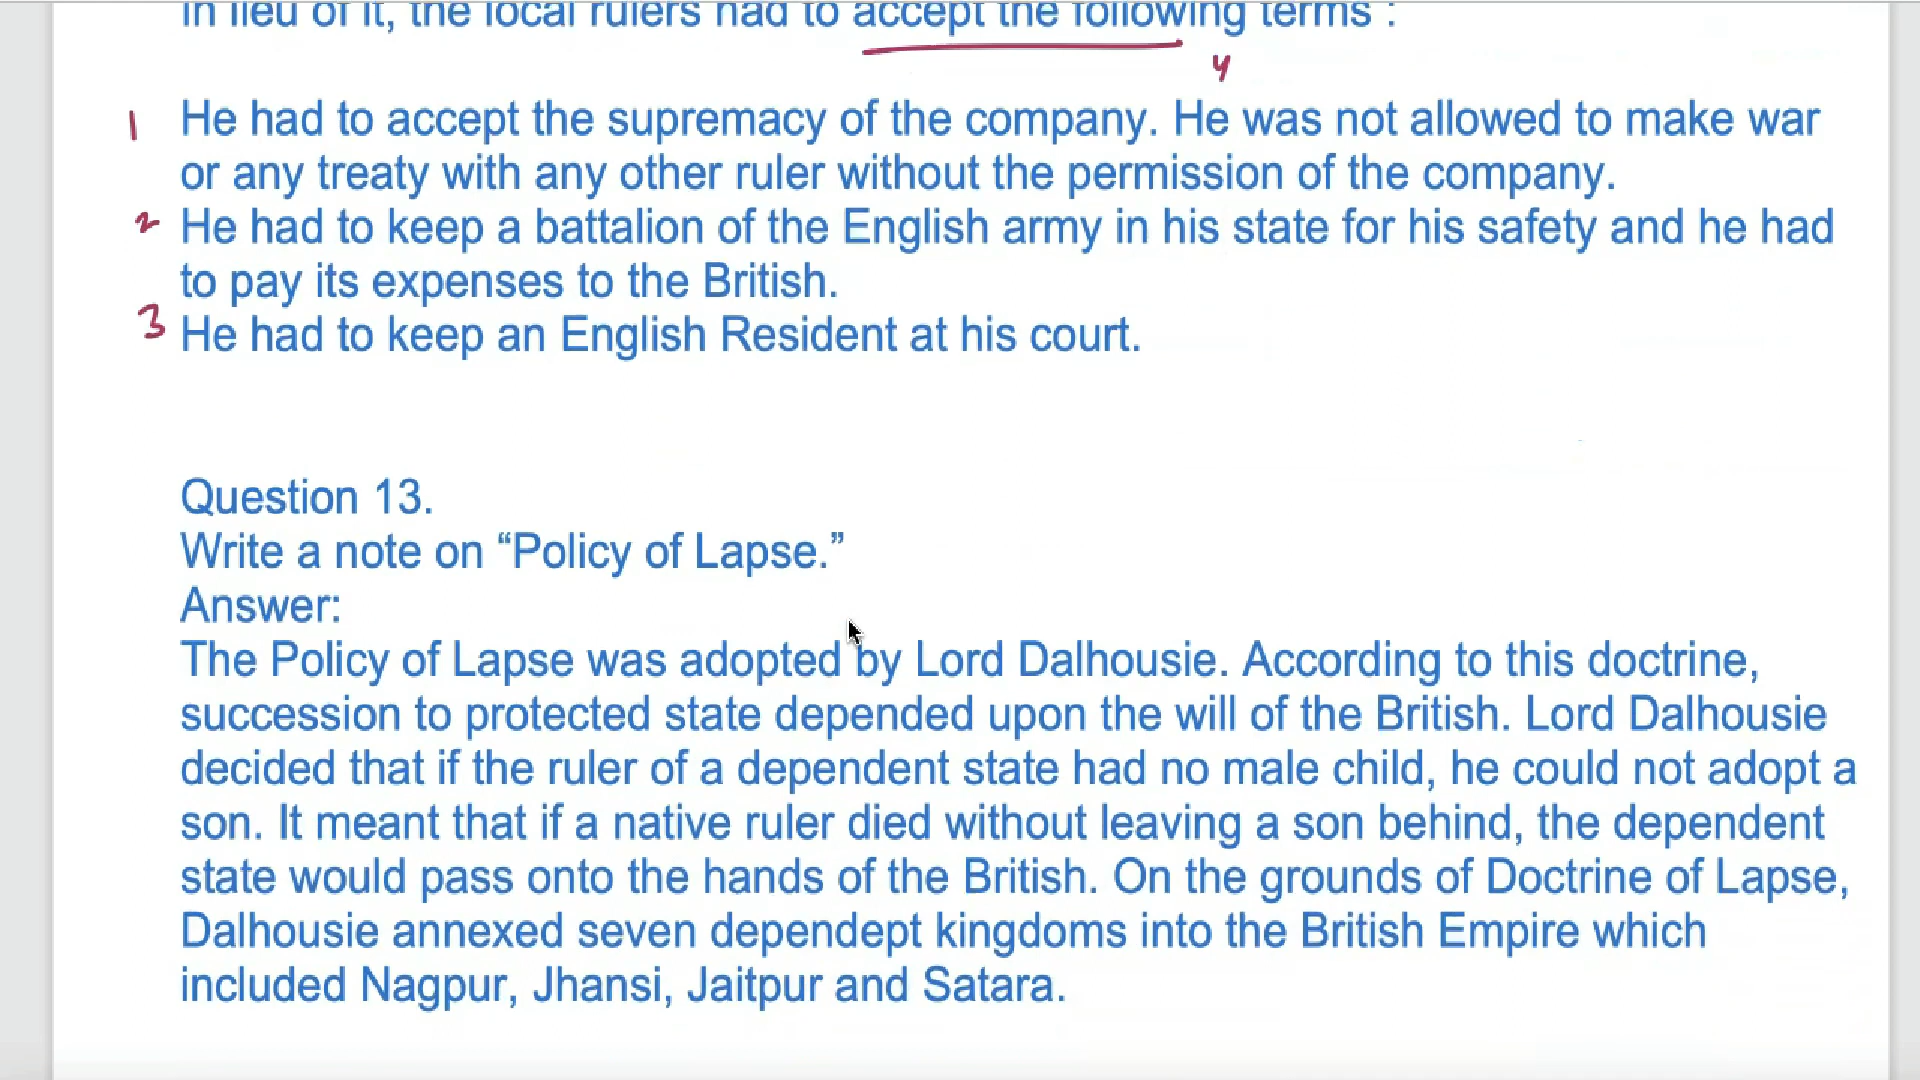 in lieu of it, the local rulers had to accept the following terms :
4
1 He had to accept the supremacy of the company. He was not allowed to make war
or any treaty with any other ruler without the permission of the company.
2 He had to keep a battalion of the English army in his state for his safety and he had
to pay its expenses to the British.
3 He had to keep an English Resident at his court.
Question 13.
Write a note on “Policy of Lapse.”
Answer:
The Policy of Lapse was adopted by Lord Dalhousie. According to this doctrine,
succession to protected state depended upon the will of the British. Lord Dalhousie
decided that if the ruler of a dependent state had no male child, he could not adopt a
son. It meant that if a native ruler died without leaving a son behind, the dependent
state would pass onto the hands of the British. On the grounds of Doctrine of Lapse,
Dalhousie annexed seven dependept kingdoms into the British Empire which
included Nagpur, Jhansi, Jaitpur and Satara.